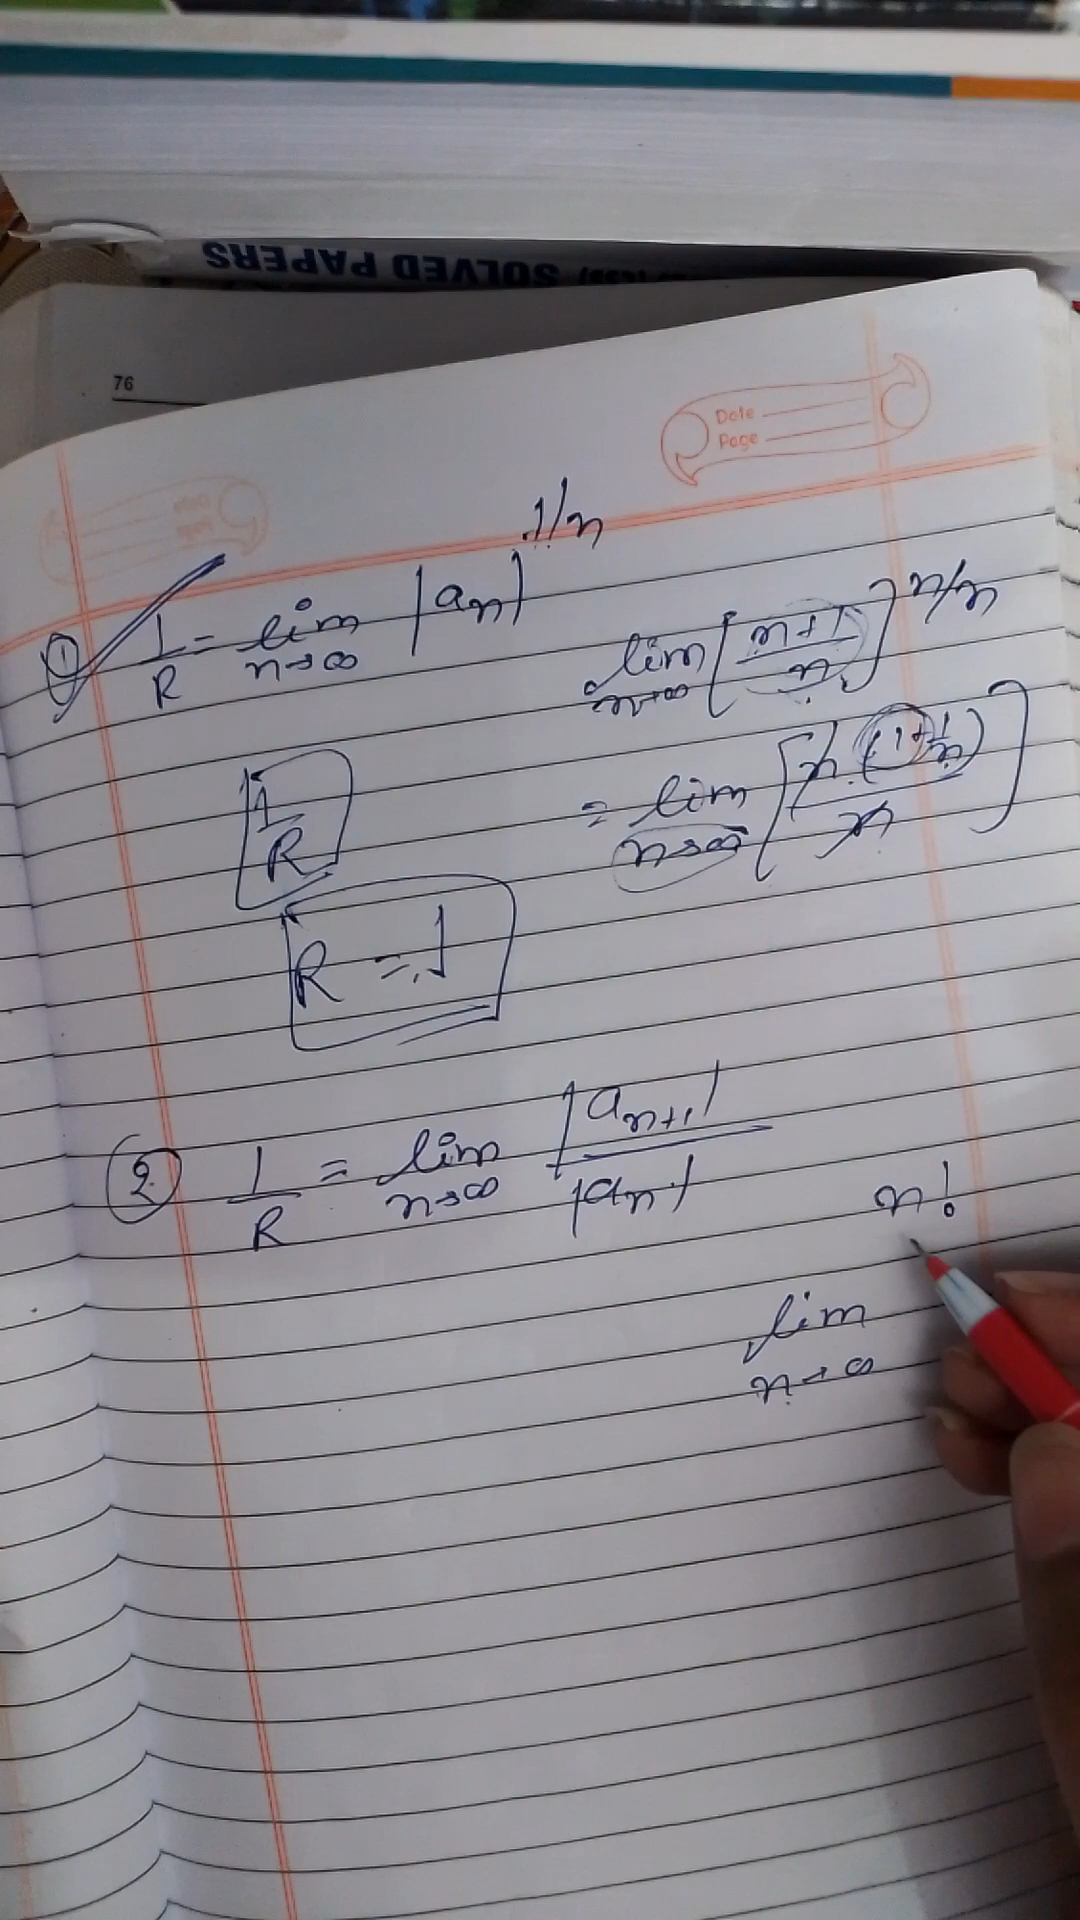 SOLVED PAPERS
76
Date
Page
① 1/R = lim n→∞ |aₙ|^1/n
lim n→∞ [n+1/n]^n/n
1/R
= lim n→∞ [n(1+1/n)/n]
R = 1
② 1/R = lim n→∞ |aₙ₊₁|/|aₙ|
n!
lim n→∞